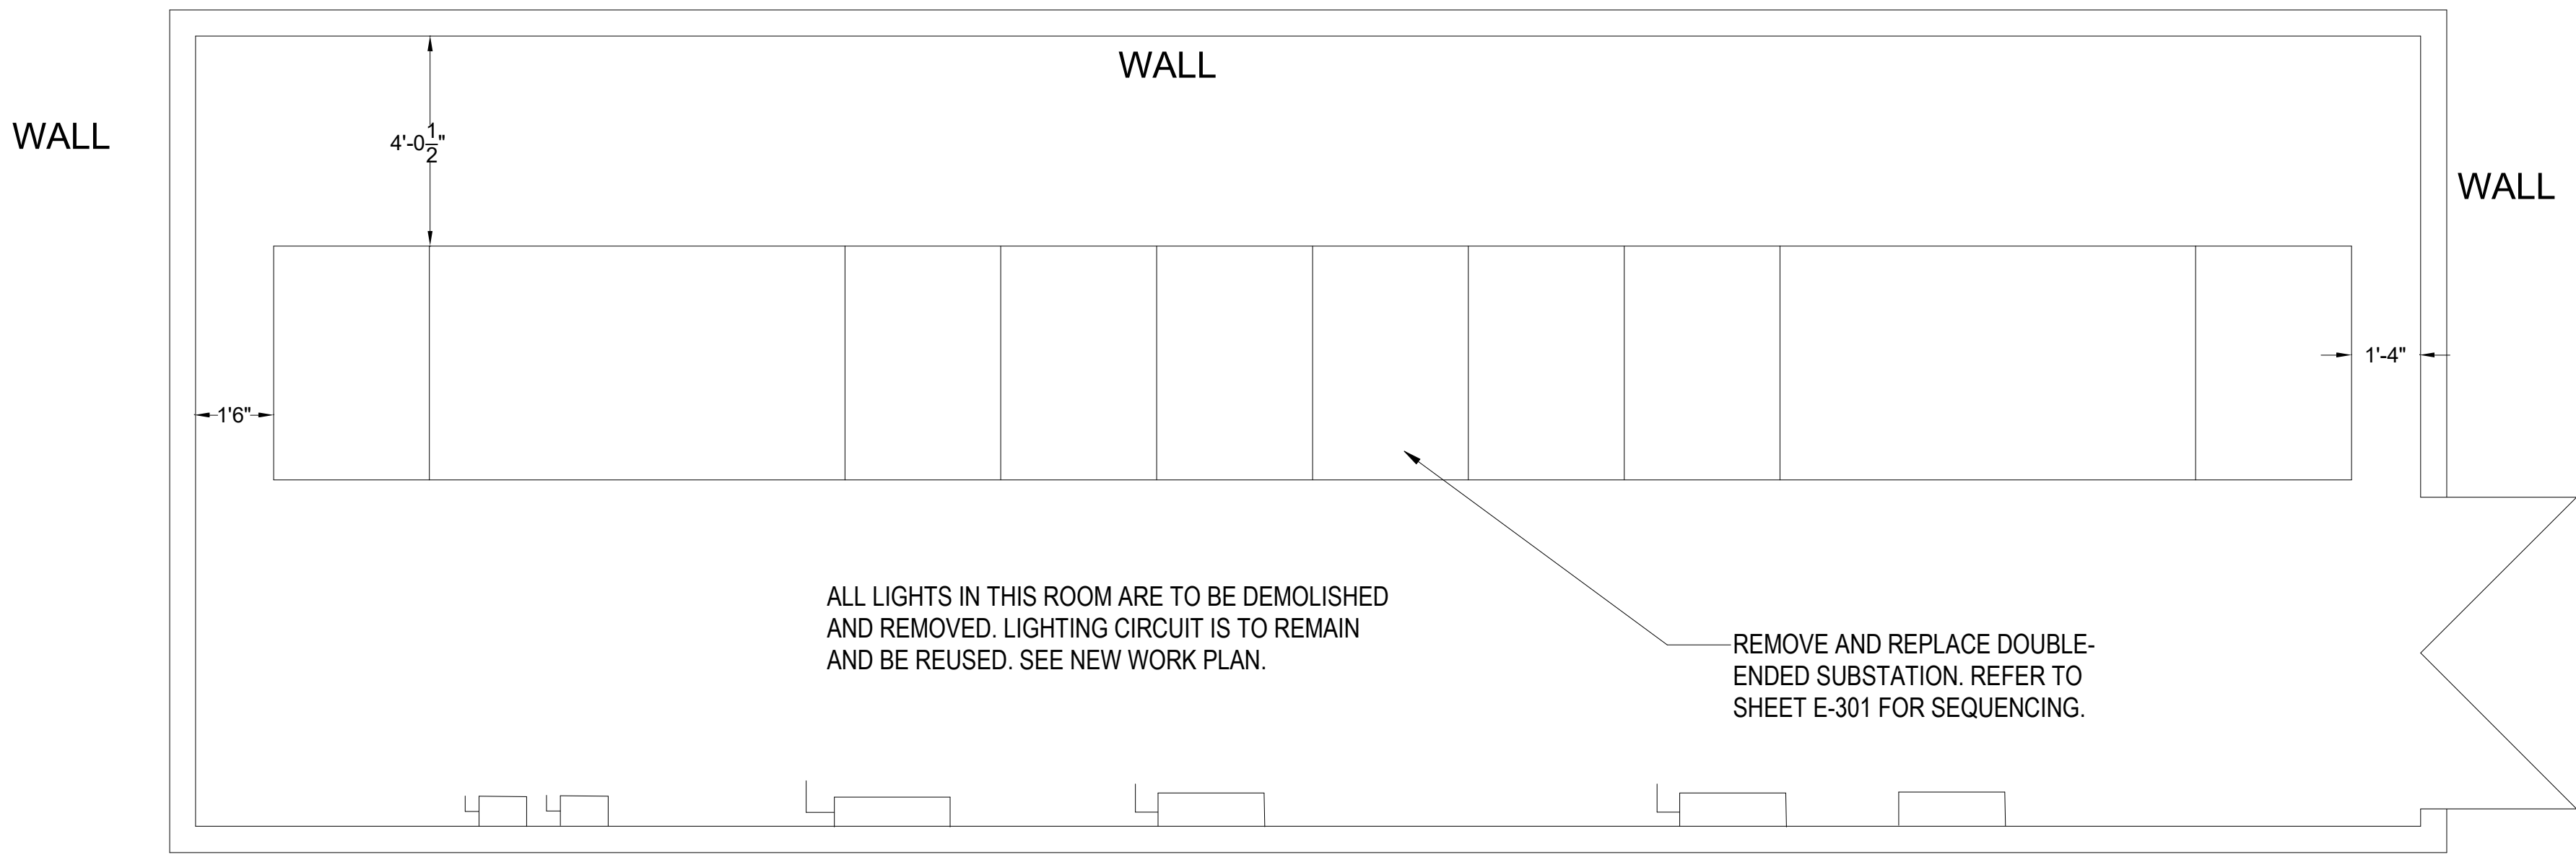 WALL
WALL
4'-0 1/2"
WALL
1'-4"
1'6"
ALL LIGHTS IN THIS ROOM ARE TO BE DEMOLISHED
AND REMOVED. LIGHTING CIRCUIT IS TO REMAIN
AND BE REUSED. SEE NEW WORK PLAN.
REMOVE AND REPLACE DOUBLE-
ENDED SUBSTATION. REFER TO
SHEET E-301 FOR SEQUENCING.